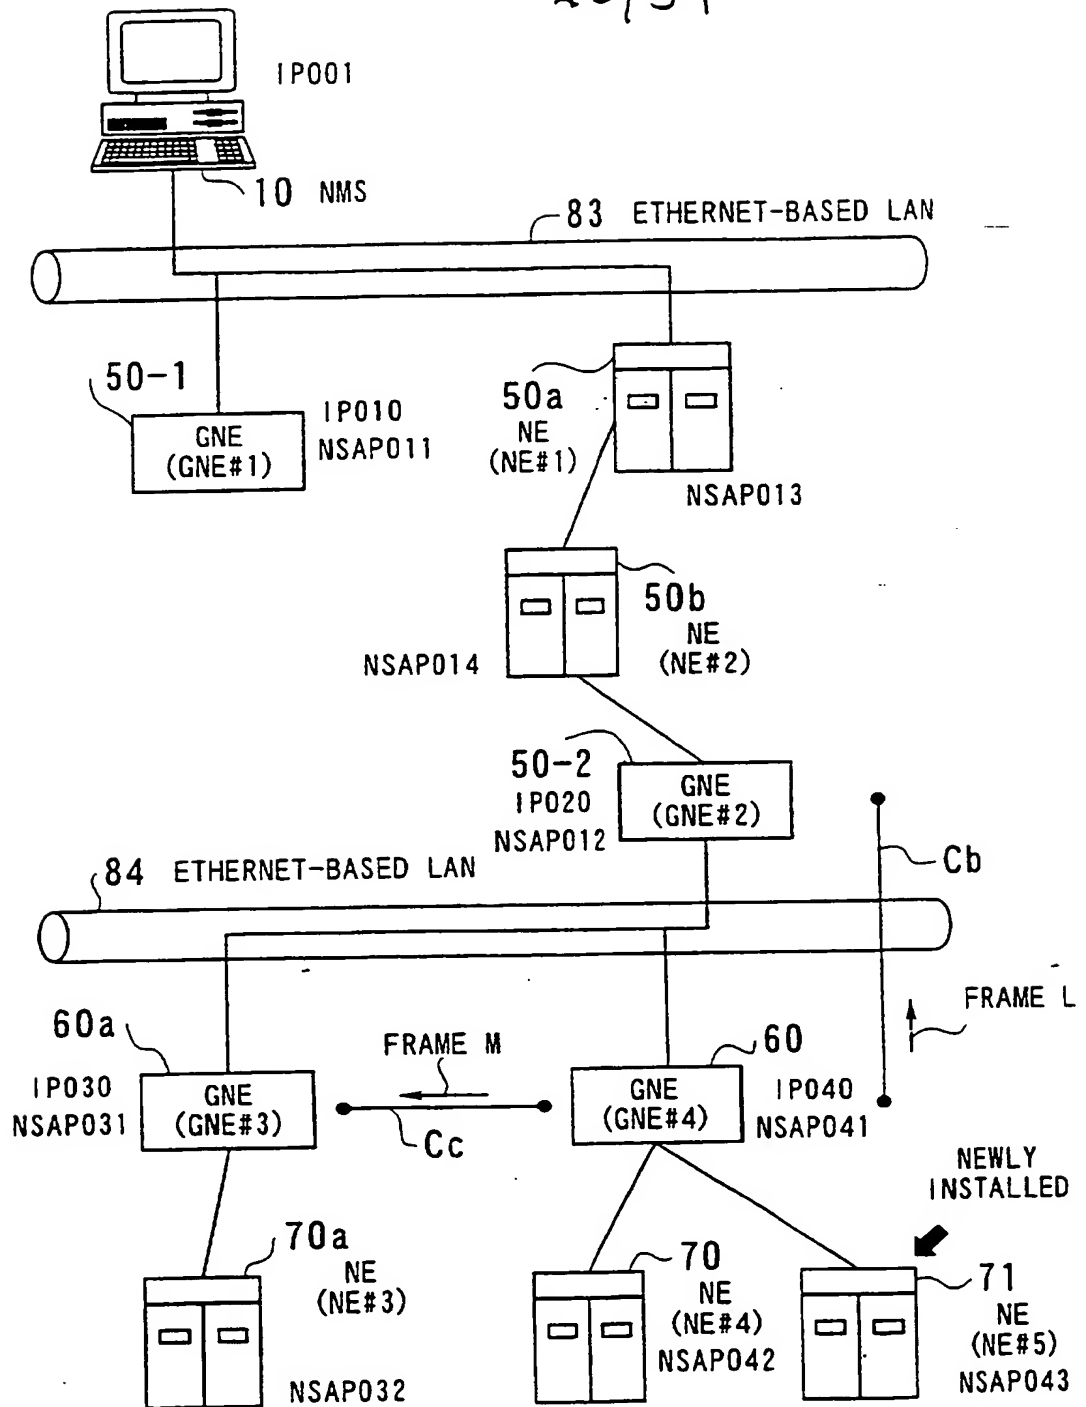 IP001
10 NMS
83 ETHERNET-BASED LAN
50-1
GNE
(GNE#1)
IP010
NSAP011
50a
NE
(NE#1)
NSAP013
50b
NE
(NE#2)
NSAP014
50-2
IP020
NSAP012
GNE
(GNE#2)
Cb
84 ETHERNET-BASED LAN
FRAME L
60a
IP030
NSAP031
GNE
(GNE#3)
FRAME M
Cc
60
GNE
(GNE#4)
IP040
NSAP041
NEWLY
INSTALLED
70a
NE
(NE#3)
NSAP032
70
NE
(NE#4)
NSAP042
71
NE
(NE#5)
NSAP043